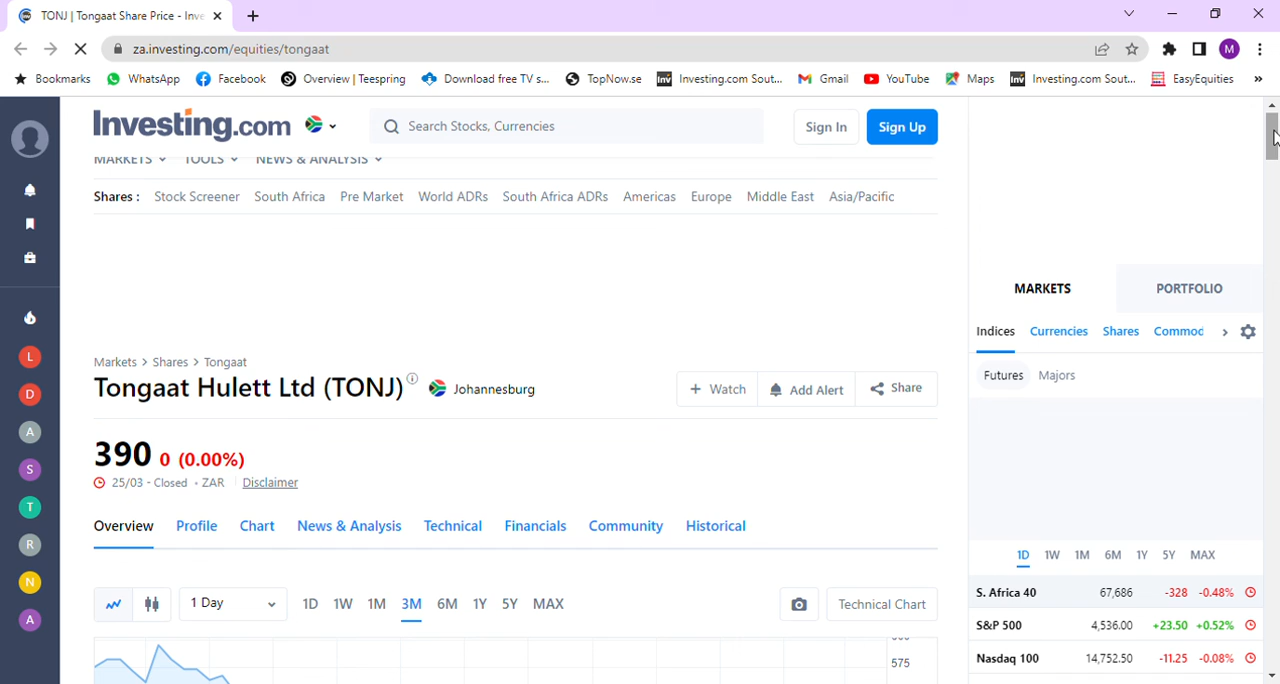 TONJ | Tongaat Share Price - Inve
za.investing.com/equities/tongaat
M
Bookmarks WhatsApp Facebook Overview | Teespring Download free TV s... TopNow.se Investing.com Sout... Gmail YouTube Maps Investing.com Sout... EasyEquities »
Investing.com
Search Stocks, Currencies
Sign In
Sign Up
MARKETS TOOLS NEWS & ANALYSIS
Shares : Stock Screener South Africa Pre Market World ADRs South Africa ADRs Americas Europe Middle East Asia/Pacific
Markets > Shares > Tongaat
Tongaat Hulett Ltd (TONJ) Johannesburg
+ Watch Add Alert Share
390 0 (0.00%)
25/03 - Closed • ZAR Disclaimer
Overview Profile Chart News & Analysis Technical Financials Community Historical
1 Day 1D 1W 1M 3M 6M 1Y 5Y MAX Technical Chart
575
L
D
A
S
T
R
N
A
MARKETS PORTFOLIO
Indices Currencies Shares Commod
Futures Majors
1D 1W 1M 6M 1Y 5Y MAX
S. Africa 40 67,686 -328 -0.48%
S&P 500 4,536.00 +23.50 +0.52%
Nasdaq 100 14,752.50 -11.25 -0.08%